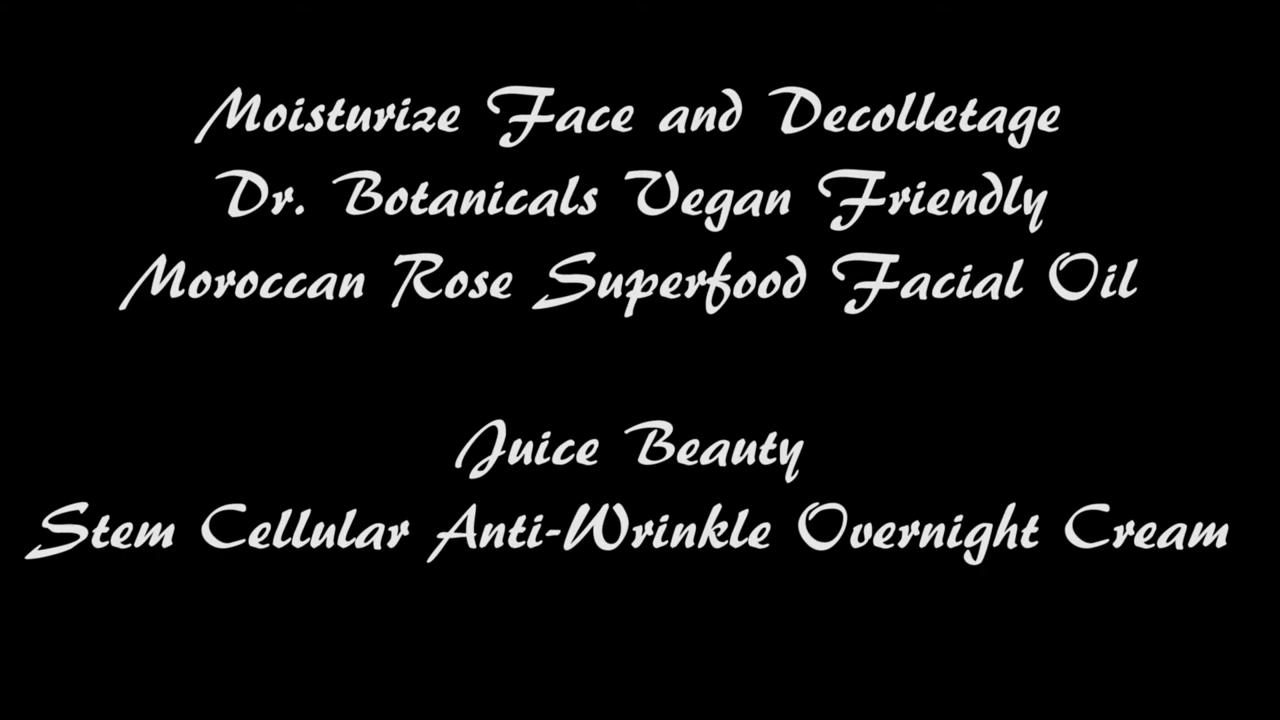 Moisturize Face and Decolletage
Dr. Botanicals Vegan Friendly
Moroccan Rose Superfood Facial Oil
Juice Beauty
Stem Cellular Anti-Wrinkle Overnight Cream